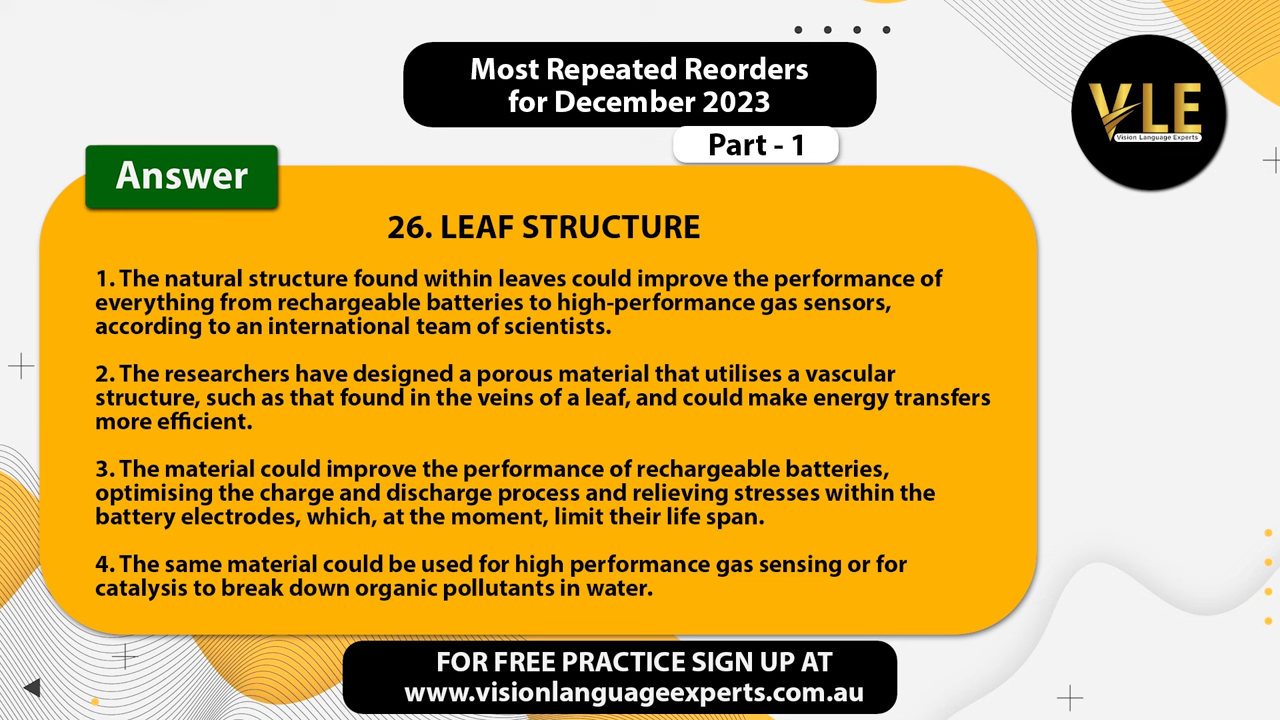 Most Repeated Reorders
for December 2023
Part - 1
VLE
Vision Language Experts
Answer
26. LEAF STRUCTURE
1. The natural structure found within leaves could improve the performance of
everything from rechargeable batteries to high-performance gas sensors,
according to an international team of scientists.
2. The researchers have designed a porous material that utilises a vascular
structure, such as that found in the veins of a leaf, and could make energy transfers
more efficient.
3. The material could improve the performance of rechargeable batteries,
optimising the charge and discharge process and relieving stresses within the
battery electrodes, which, at the moment, limit their life span.
4. The same material could be used for high performance gas sensing or for
catalysis to break down organic pollutants in water.
FOR FREE PRACTICE SIGN UP AT
www.visionlanguageexperts.com.au